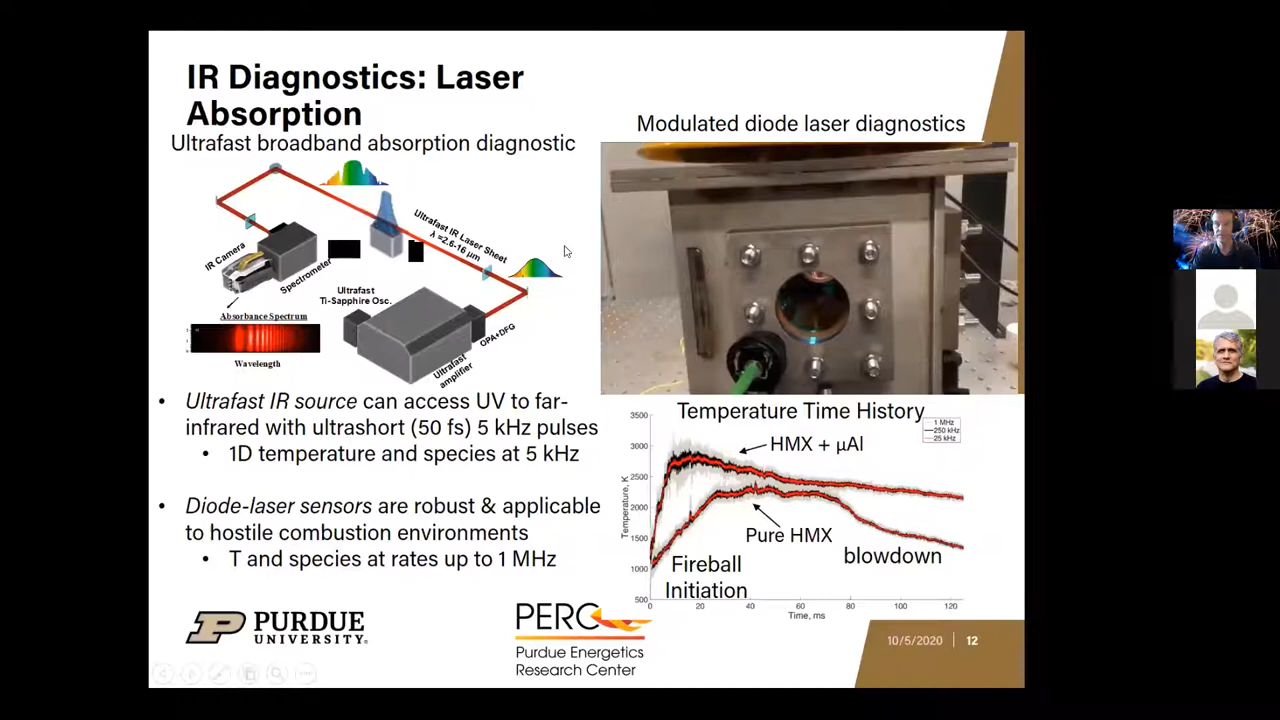 IR Diagnostics: Laser
Absorption
Ultrafast broadband absorption diagnostic
Modulated diode laser diagnostics
Ultrafast IR Laser Sheet
λ =2.6-16 μm
IR Camera
Spectrometer
Ultrafast
Ti-Sapphire Osc.
Absorbance Spectrum
Wavelength
OPA+DFG
Ultrafast
amplifier
• Ultrafast IR source can access UV to far-
infrared with ultrashort (50 fs) 5 kHz pulses
• 1D temperature and species at 5 kHz
• Diode-laser sensors are robust & applicable
to hostile combustion environments
• T and species at rates up to 1 MHz
Temperature Time History
1 MHz
250 kHz
25 kHz
HMX + μAl
Pure HMX
blowdown
Fireball
Initiation
Temperature, K
3500
3000
2500
2000
1500
1000
500
0 20 40 60 80 100 120
Time, ms
PURDUE
UNIVERSITY
PERC
Purdue Energetics
Research Center
10/5/2020 | 12